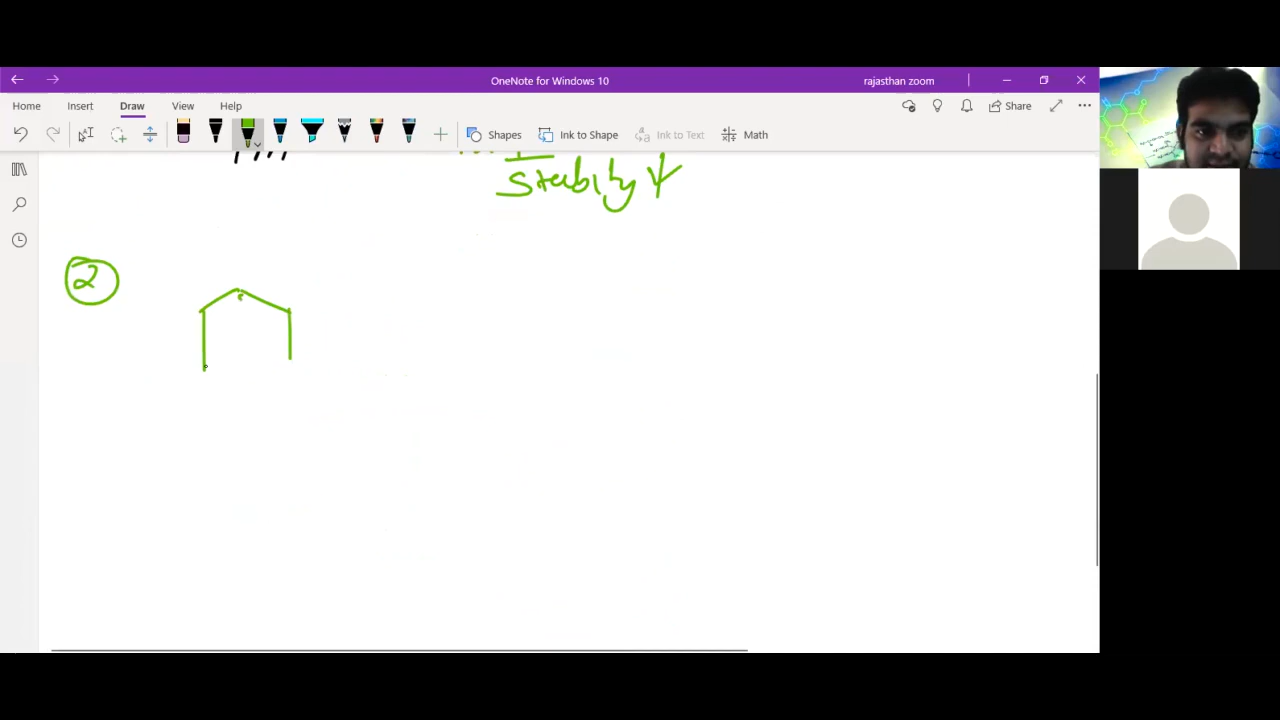 OneNote for Windows 10
rajasthan zoom
Home Insert Draw View Help
Share
Shapes
Ink to Shape
Ink to Text
Math
Stability ↓
2